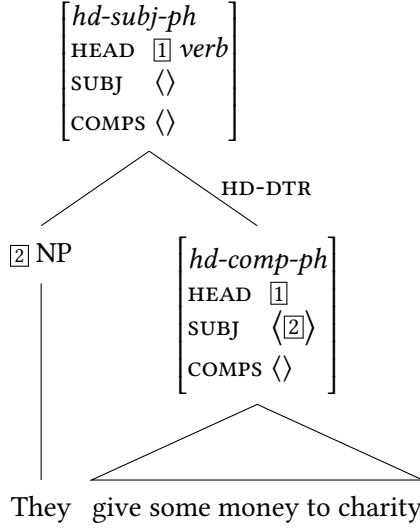 hd-subj-ph
HEAD 1 verb
SUBJ ⟨⟩
COMPS ⟨⟩
HD-DTR
2 NP
hd-comp-ph
HEAD 1
SUBJ ⟨2⟩
COMPS ⟨⟩
They give some money to charity